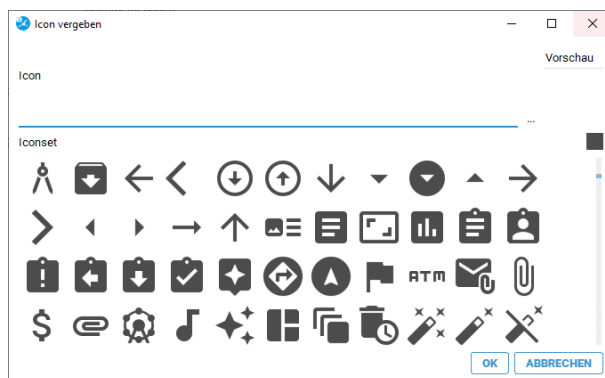 Icon vergeben
Vorschau
Icon
...
Iconset
ATM
OK
ABBRECHEN